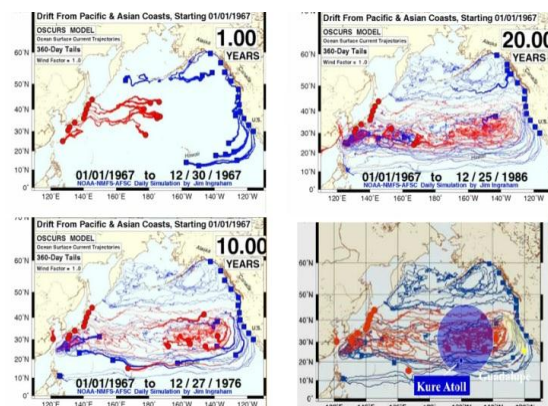 Drift From Pacific & Asian Coasts, Starting 01/01/1967
OSCURS MODEL
Ocean Surface Current Trajectories
360-Day Tails
Wind Factor = 1.0
1.00
YEARS
Alaska
U.S.
Hawaii
60˚N
50˚N
40˚N
30˚N
20˚N
10˚N
01/01/1967 to 12/30/1967
NOAA-NMFS-AFSC Daily Simulation by Jim Ingraham
120˚E 140˚E 160˚E 180˚ 160˚W 140˚W 120˚W
Drift From Pacific & Asian Coasts, Starting 01/01/1967
OSCURS MODEL
Ocean Surface Current Trajectories
360-Day Tails
Wind Factor = 1.0
20.00
YEARS
Alaska
U.S.
60˚N
50˚N
40˚N
30˚N
20˚N
10˚N
01/01/1967 to 12/25/1986
NOAA-NMFS-AFSC Daily Simulation by Jim Ingraham
120˚E 140˚E 160˚E 180˚ 160˚W 140˚W 120˚W
Drift From Pacific & Asian Coasts, Starting 01/01/1967
OSCURS MODEL
Ocean Surface Current Trajectories
360-Day Tails
Wind Factor = 1.0
10.00
YEARS
Alaska
U.S.
60˚N
50˚N
40˚N
30˚N
20˚N
10˚N
01/01/1967 to 12/27/1976
NOAA-NMFS-AFSC Daily Simulation by Jim Ingraham
120˚E 140˚E 160˚E 180˚ 160˚W 140˚W 120˚W
60˚N
50˚N
40˚N
30˚N
20˚N
10˚N
Guadalupe
Kure Atoll